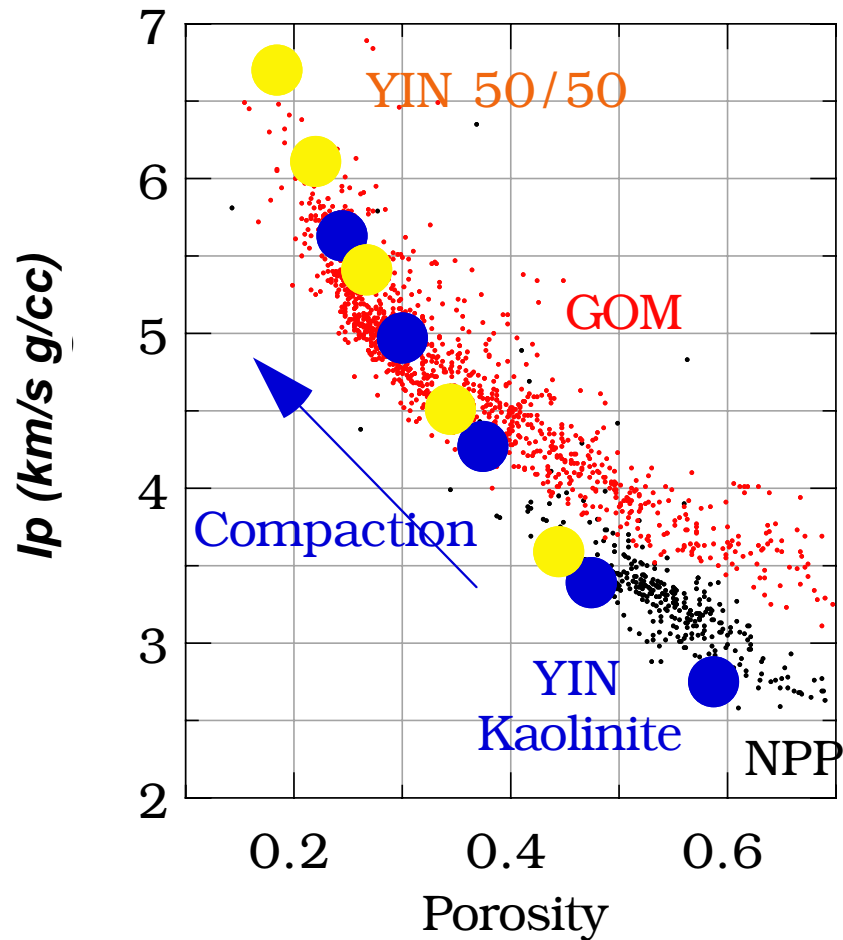 7
YIN 50/50
6
GOM
5
Ip (km/s g/cc)
4
Compaction
3
YIN
Kaolinite
NPP
2
0.2 0.4 0.6
Porosity